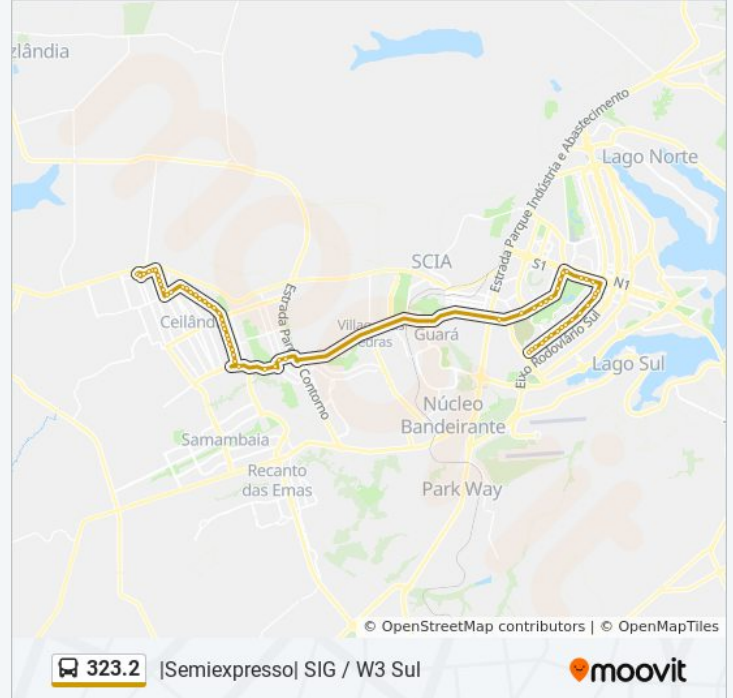 zlândia
Estrada Parque Indústria e Abastecimento
Lago Norte
SCIA
S1
N1
Ceilând
Estrada Par
Contorno
Villa
edras
Guará
Eixo Rodoviário Sul
Lago Sul
Núcleo
Bandeirante
Samambaia
Recanto
das Emas
Park Way
© OpenStreetMap contributors | © OpenMapTiles
323.2 |Semiexpresso| SIG / W3 Sul
moovit